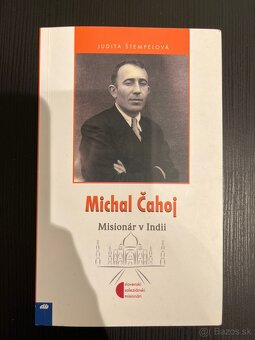 JUDITA ŠTEMPELOVÁ
Michal Čahoj
Misionár v Indii
slovenskí
saleziánski
misionári
Bazos.sk